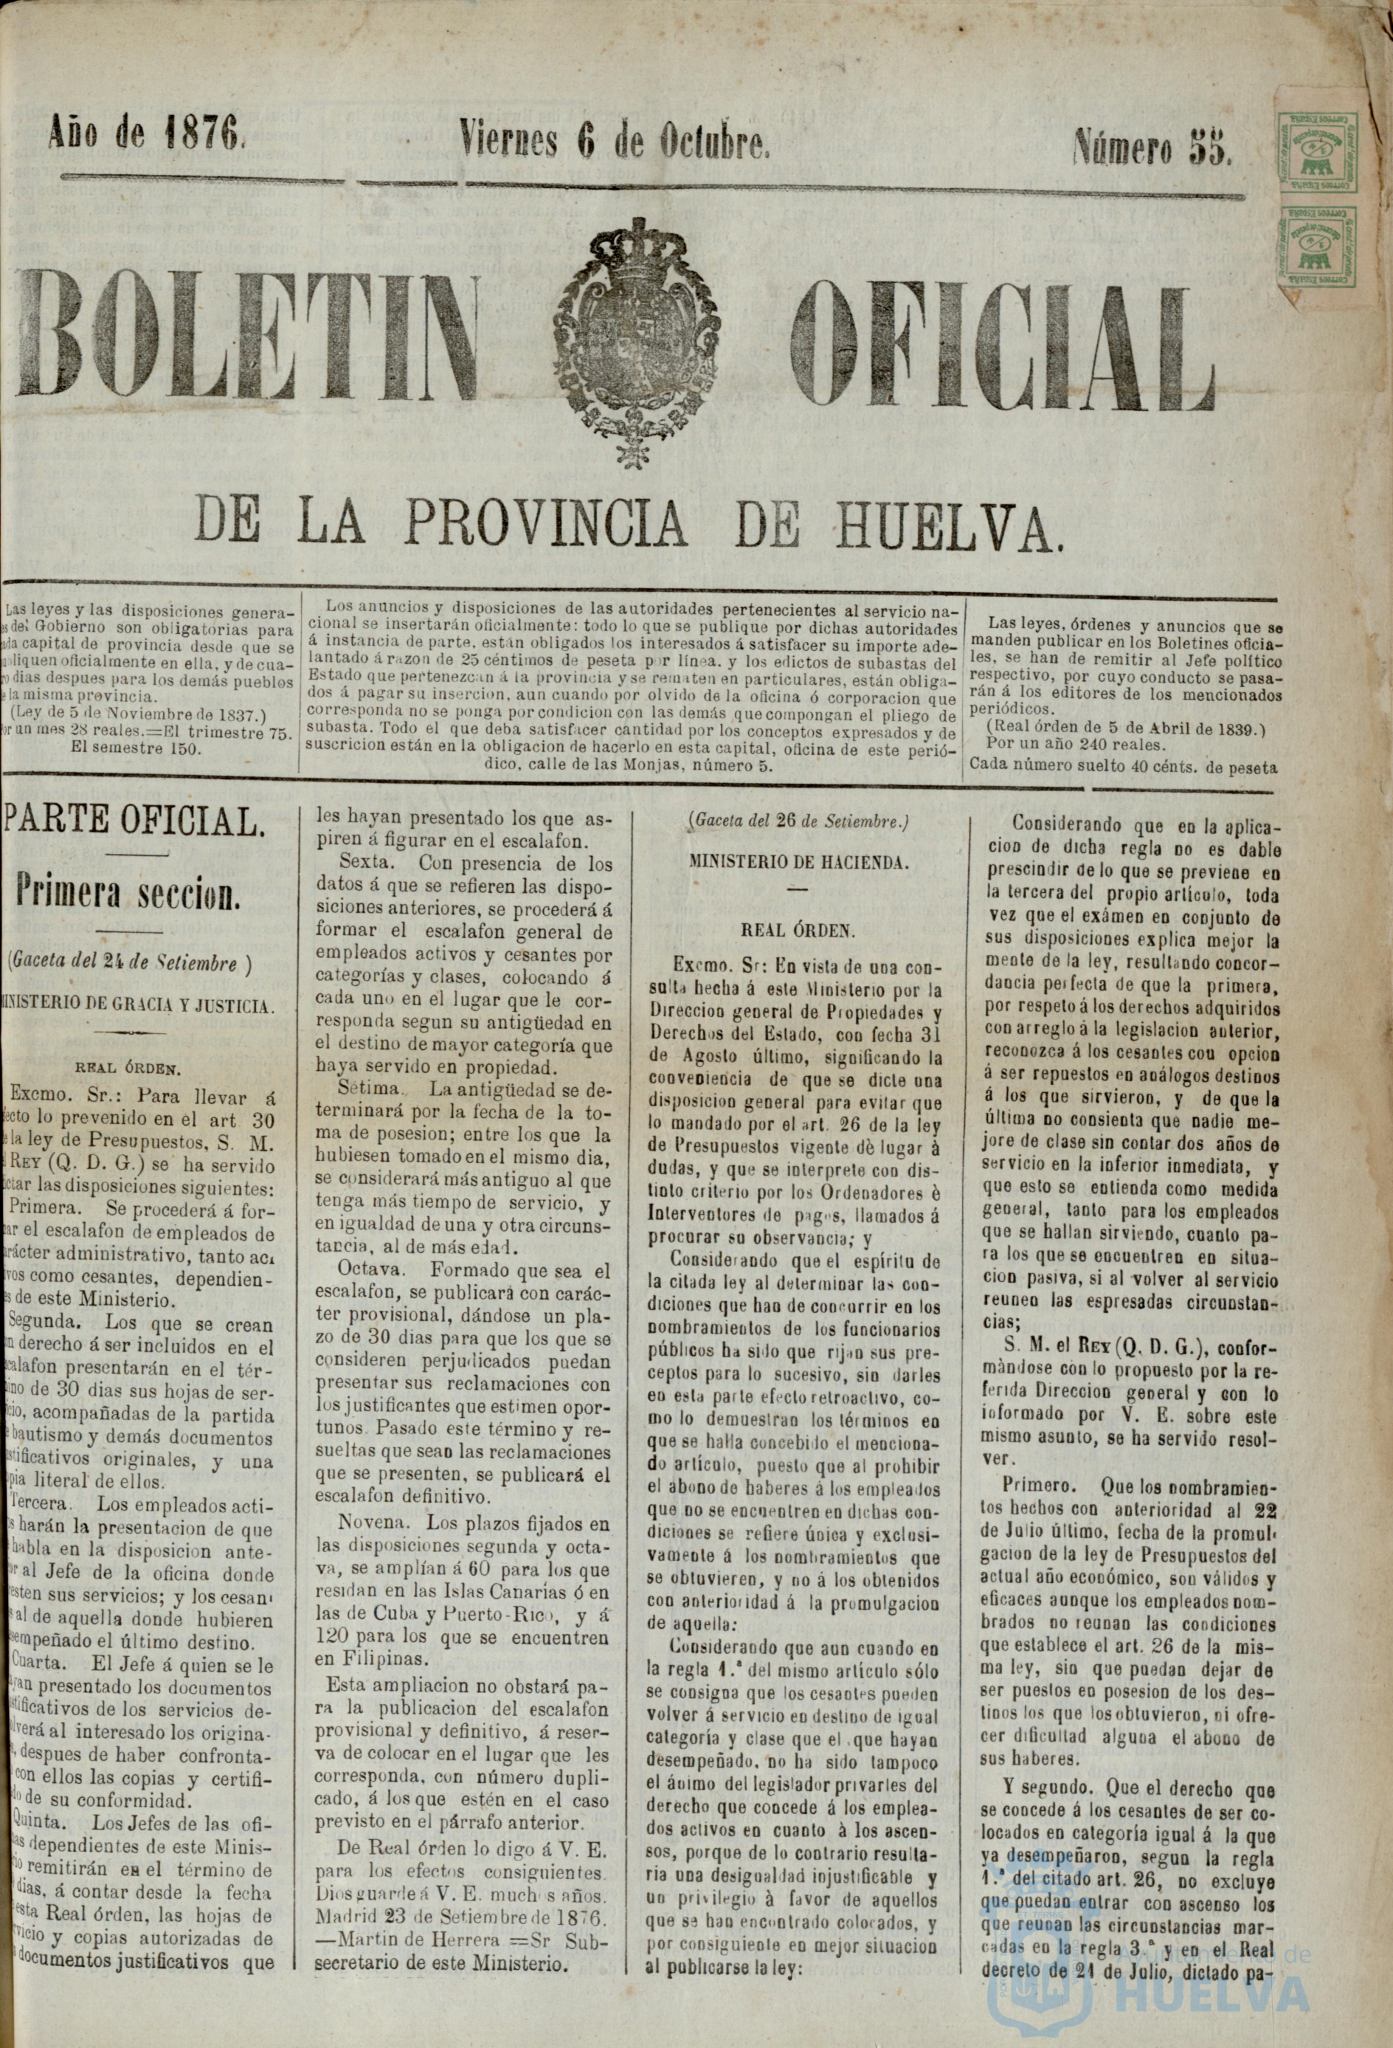 Año de 1876.
Viernes 6 de Octubre.
Número 55.
BOLETIN OFICIAL
DE LA PROVINCIA DE HUELVA.
Las leyes y las disposiciones genera-
del Gobierno son obligatorias para
capital de provincia desde que se
oficialmente en ella, y de cua-
dias despues para los demás pueblos
la misma provincia.
(Ley de 5 de Noviembre de 1837.)
un mes 28 reales.=El trimestre 75.
El semestre 150.
Los anuncios y disposiciones de las autoridades pertenecientes al servicio na-
cional se insertarán oficialmente: todo lo que se publique por dichas autoridades
á instancia de parte, están obligados los interesados á satisfacer su importe ade-
lantado á razon de 25 céntimos de peseta por línea. y los edictos de subastas del
Estado que pertenezcan á la provincia y se rematen en particulares, están obliga-
dos á pagar su insercion, aun cuando por olvido de la oficina ó corporacion que
corresponda no se ponga por condicion con las demás que compongan el pliego de
subasta. Todo el que deba satisfacer cantidad por los conceptos expresados y de
suscricion están en la obligacion de hacerlo en esta capital, oficina de este perió-
dico, calle de las Monjas, número 5.
Las leyes, órdenes y anuncios que se
manden publicar en los Boletines oficia-
les, se han de remitir al Jefe político
respectivo, por cuyo conducto se pasa-
rán á los editores de los mencionados
periódicos.
(Real órden de 5 de Abril de 1839.)
Por un año 240 reales.
Cada número suelto 40 cénts. de peseta
PARTE OFICIAL.
Primera seccion.
(Gaceta del 24 de Setiembre )
MINISTERIO DE GRACIA Y JUSTICIA.
REAL ÓRDEN.
Excmo. Sr.: Para llevar á
lo prevenido en el art 30
la ley de Presupuestos, S. M.
REY (Q. D. G.) se ha servido
las disposiciones siguientes:
Primera. Se procederá á for-
el escalafon de empleados de
administrativo, tanto aci
como cesantes, dependien-
de este Ministerio.
Segunda. Los que se crean
derecho á ser incluidos en el
presentarán en el tér-
de 30 dias sus hojas de ser-
acompañadas de la partida
bautismo y demás documentos
originales, y una
literal de ellos.
Tercera. Los empleados acti-
harán la presentacion de que
habla en la disposicion ante-
al Jefe de la oficina donde
sus servicios; y los cesan-
al de aquella donde hubieren
el último destino.
Cuarta. El Jefe á quien se le
presentado los documentos
de los servicios de-
al interesado los origina-
despues de haber confronta-
con ellos las copias y certifi-
de su conformidad.
Quinta. Los Jefes de las ofi-
dependientes de este Minis-
remitirán en el término de
dias, á contar desde la fecha
esta Real órden, las hojas de
y copias autorizadas de
documentos justificativos que
les hayan presentado los que as-
piren á figurar en el escalafon.
Sexta. Con presencia de los
datos á que se refieren las dispo-
siciones anteriores, se procederá á
formar el escalafon general de
empleados activos y cesantes por
categorías y clases, colocando á
cada uno en el lugar que le cor-
responda segun su antigüedad en
el destino de mayor categoría que
haya servido en propiedad.
Sétima. La antigüedad se de-
terminará por la fecha de la to-
ma de posesion; entre los que la
hubiesen tomado en el mismo dia,
se considerará más antiguo al que
tenga más tiempo de servicio, y
en igualdad de una y otra circuns-
tancia, al de más edad.
Octava. Formado que sea el
escalafon, se publicará con carác-
ter provisional, dándose un pla-
zo de 30 dias para que los que se
consideren perjudicados puedan
presentar sus reclamaciones con
los justificantes que estimen opor-
tunos. Pasado este término y re-
sueltas que sean las reclamaciones
que se presenten, se publicará el
escalafon definitivo.
Novena. Los plazos fijados en
las disposiciones segunda y octa-
va, se amplían á 60 para los que
residan en las Islas Canarías ó en
las de Cuba y Puerto-Rico, y á
120 para los que se encuentren
en Filipinas.
Esta ampliacion no obstará pa-
ra la publicacion del escalafon
provisional y definitivo, á reser-
va de colocar en el lugar que les
corresponda, con número dupli-
cado, á los que estén en el caso
previsto en el párrafo anterior.
De Real órden lo digo á V. E.
para los efectos consiguientes.
Dios guarde á V. E. muchos años.
Madrid 23 de Setiembre de 1876.
—Martin de Herrera =Sr Sub-
secretario de este Ministerio.
(Gaceta del 26 de Setiembre.)
MINISTERIO DE HACIENDA.
REAL ÓRDEN.
Excmo. Sr: En vista de una con-
sulta hecha á este Ministerio por la
Direccion general de Propiedades y
Derechos del Estado, con fecha 31
de Agosto último, significando la
conveniencia de que se dicte una
disposicion general para evitar que
lo mandado por el art. 26 de la ley
de Presupuestos vigente dè lugar à
dudas, y que se interprete con dis-
tinto criterio por los Ordenadores è
Interventores de pagos, llamados á
procurar su observancia; y
Considerando que el espíritu de
la citada ley al determinar las con-
diciones que han de concurrir en los
nombramientos de los funcionarios
públicos ha sido que rijan sus pre-
ceptos para lo sucesivo, sin darles
en esta parte efecto retroactivo, co-
mo lo demuestran los términos en
que se halla concebido el menciona-
do artículo, puesto que al prohibir
el abono de haberes á los empleados
que no se encuentren en dichas con-
diciones se refiere única y exclusi-
vamente á los nombramientos que
se obtuvieren, y no á los obtenidos
con anterioridad á la promulgacion
de aquella:
Considerando que aun cuando en
la regla 1.ª del mismo artículo sólo
se consigna que los cesantes pueden
volver á servicio en destino de igual
categoría y clase que el que hayan
desempeñado, no ha sido tampoco
el ánimo del legislador privarles del
derecho que concede á los emplea-
dos activos en cuanto à los ascen-
sos, porque de lo contrario resulta-
ria una desigualdad injustificable y
un privilegio à favor de aquellos
que se han encontrado colocados, y
por consiguiente en mejor situacion
al publicarse la ley:
Considerando que en la aplica-
cion de dicha regla no es dable
prescindir de lo que se previene en
la tercera del propio artículo, toda
vez que el exámen en conjunto de
sus disposiciones explica mejor la
mente de la ley, resultando concor-
dancia perfecta de que la primera,
por respeto á los derechos adquiridos
con arreglo á la legislacion anterior,
reconozca á los cesantes cou opcion
á ser repuestos en análogos destinos
á los que sirvieron, y de que la
última no consienta que nadie me-
jore de clase sin contar dos años de
servicio en la inferior inmediata, y
que esto se entienda como medida
general, tanto para los empleados
que se hallan sirviendo, cuanto pa-
ra los que se encuentren en situa-
cion pasiva, si al volver al servicio
reunen las espresadas circunstan-
cias;
S. M. el REY (Q. D. G.), confor-
màndose con lo propuesto por la re-
ferida Direccion general y con lo
informado por V. E. sobre este
mismo asunto, se ha servido resol-
ver.
Primero. Que los nombramien-
tos hechos con anterioridad al 22
de Julio último, fecha de la promul-
gacion de la ley de Presupuestos del
actual año económico, son válidos y
eficaces aunque los empleados nom-
brados no reunan las condiciones
que establece el art. 26 de la mis-
ma ley, sin que puedan dejar de
ser puestos en posesion de los des-
tinos los que los obtuvieron, ni ofre-
cer dificultad alguna el abono de
sus haberes.
Y segundo. Que el derecho que
se concede á los cesantes de ser co-
locados en categoría igual á la que
ya desempeñaron, segun la regla
1.ª del citado art. 26, no excluye
que puedan entrar con ascenso los
que reunan las circunstancias mar-
cadas en la regla 3.ª y en el Real
decreto de 21 de Julio, dictado pa-
HUELVA